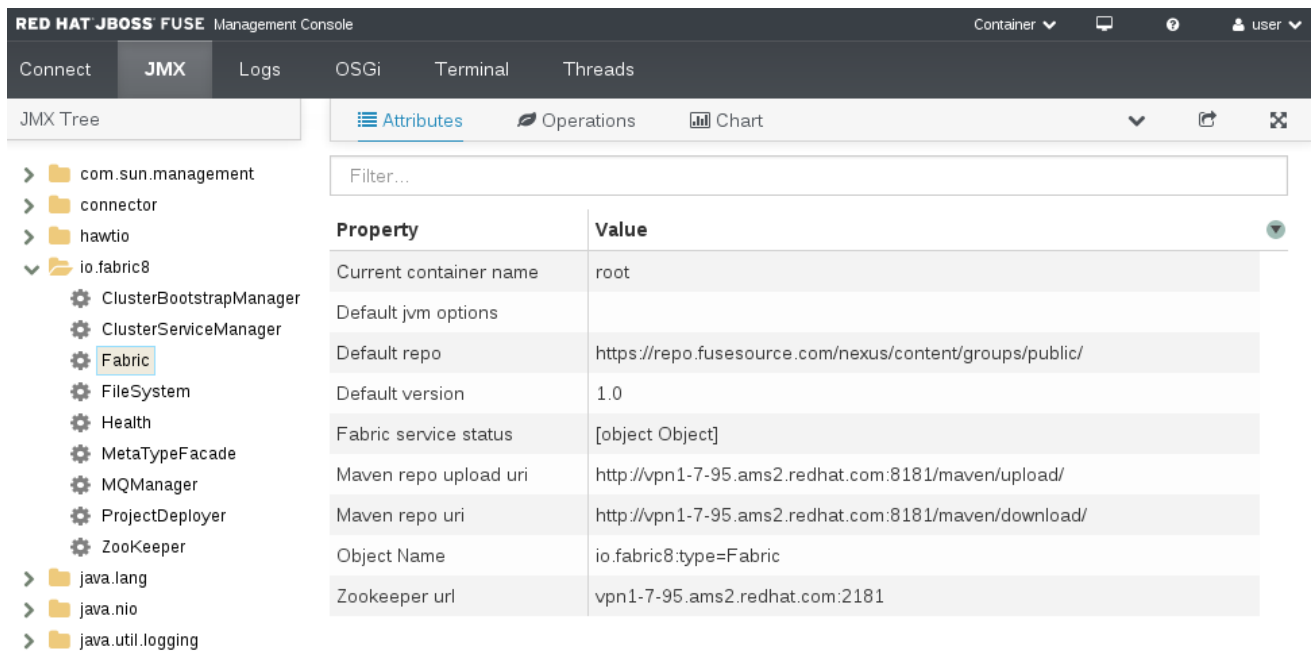 RED HAT JBOSS FUSE Management Console Container user
Connect JMX Logs OSGi Terminal Threads
JMX Tree
Attributes Operations Chart
com.sun.management
connector
hawtio
io.fabric8
ClusterBootstrapManager
ClusterServiceManager
Fabric
FileSystem
Health
MetaTypeFacade
MQManager
ProjectDeployer
ZooKeeper
java.lang
java.nio
java.util.logging
Filter...
Property Value
Current container name root
Default jvm options
Default repo https://repo.fusesource.com/nexus/content/groups/public/
Default version 1.0
Fabric service status [object Object]
Maven repo upload uri http://vpn1-7-95.ams2.redhat.com:8181/maven/upload/
Maven repo uri http://vpn1-7-95.ams2.redhat.com:8181/maven/download/
Object Name io.fabric8:type=Fabric
Zookeeper url vpn1-7-95.ams2.redhat.com:2181